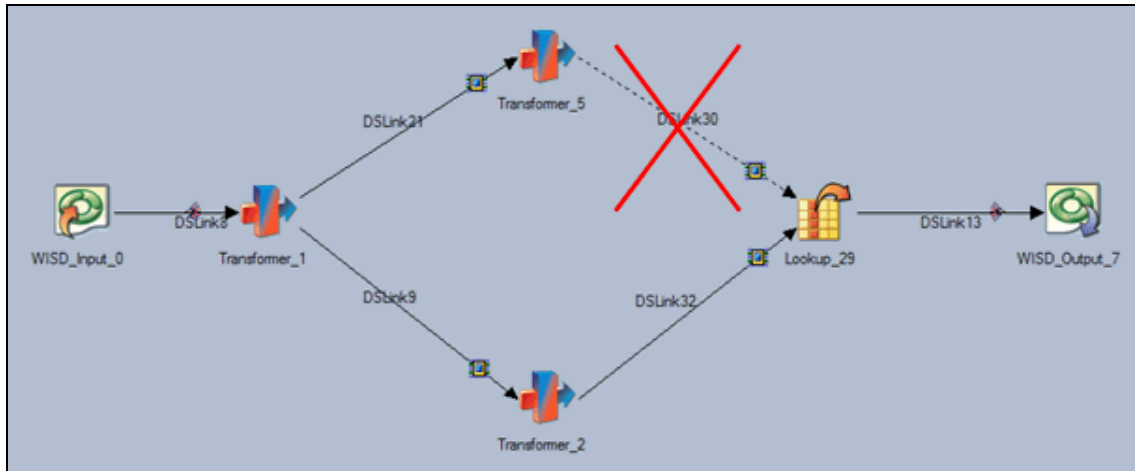 Transformer_5
DSLink21
DSLink30
WISD_Input_0
DSLink8
Transformer_1
Lookup_29
DSLink13
WISD_Output_7
DSLink9
DSLink32
Transformer_2